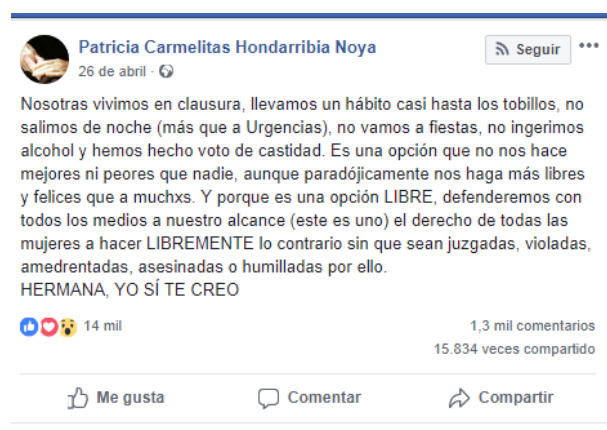 Patricia Carmelitas Hondarribia Noya
Seguir
26 de abril
Nosotras vivimos en clausura, llevamos un hábito casi hasta los tobillos, no
salimos de noche (más que a Urgencias), no vamos a fiestas, no ingerimos
alcohol y hemos hecho voto de castidad. Es una opción que no nos hace
mejores ni peores que nadie, aunque paradójicamente nos haga más libres
y felices que a muchxs. Y porque es una opción LIBRE, defenderemos con
todos los medios a nuestro alcance (este es uno) el derecho de todas las
mujeres a hacer LIBREMENTE lo contrario sin que sean juzgadas, violadas,
amedrentadas, asesinadas o humilladas por ello.
HERMANA, YO SÍ TE CREO
14 mil
1,3 mil comentarios
15.834 veces compartido
Me gusta
Comentar
Compartir